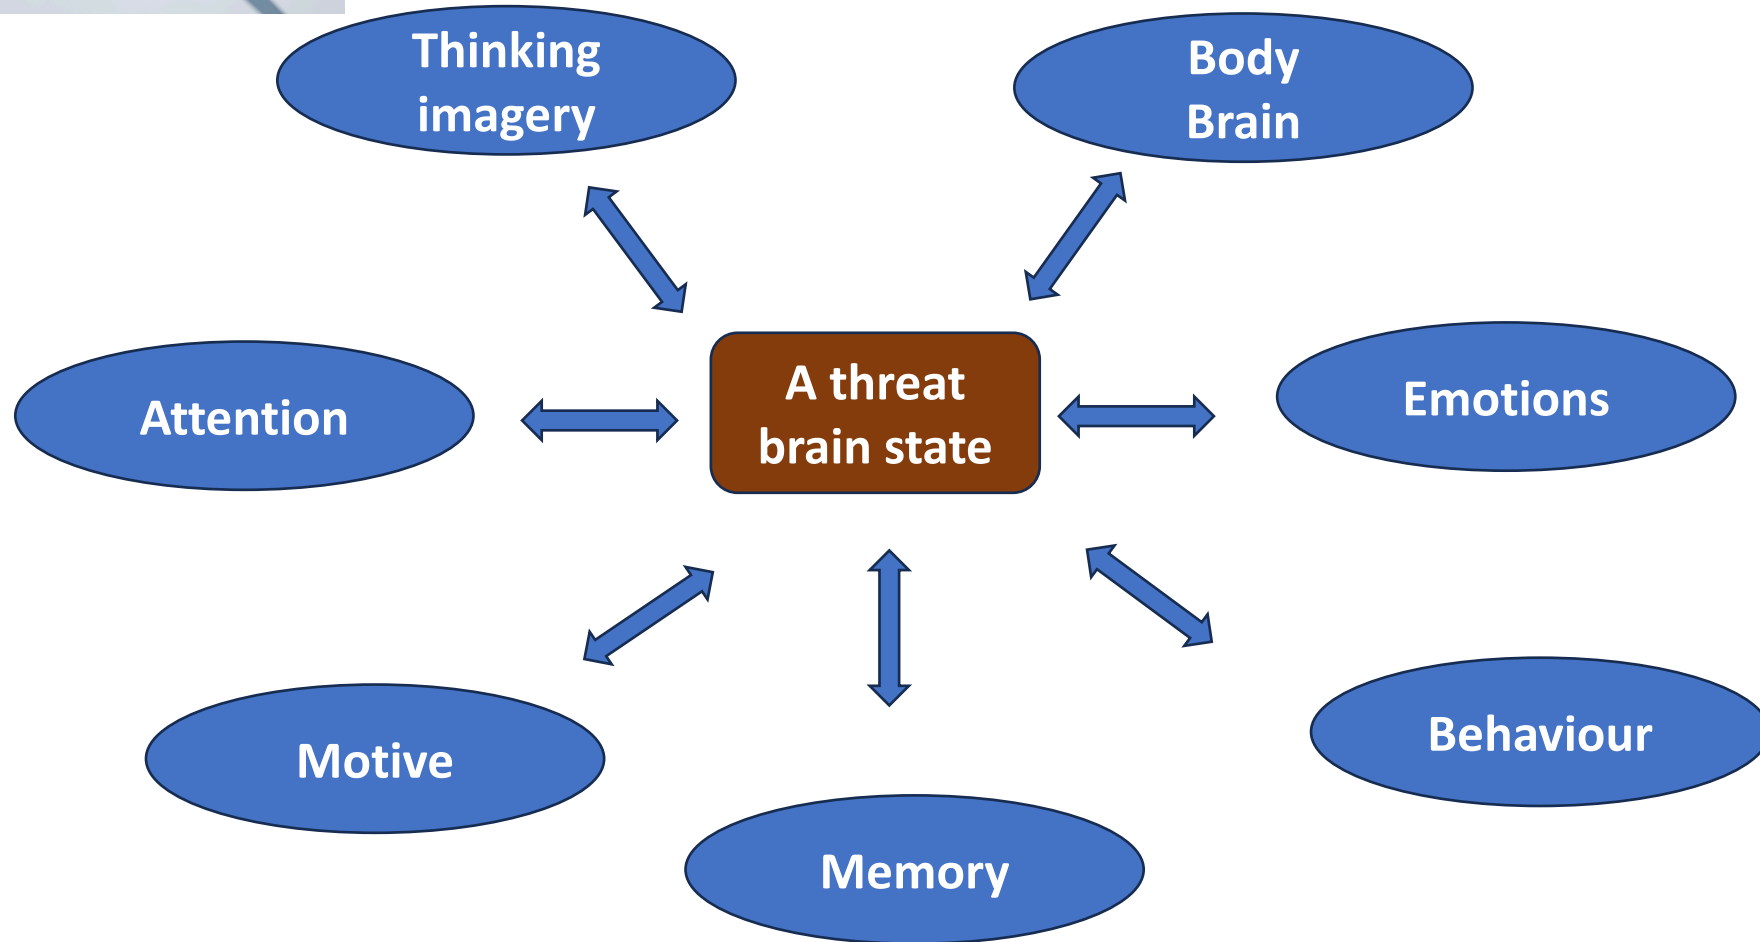 Thinking
imagery
Body
Brain
Attention
A threat
brain state
Emotions
Motive
Memory
Behaviour